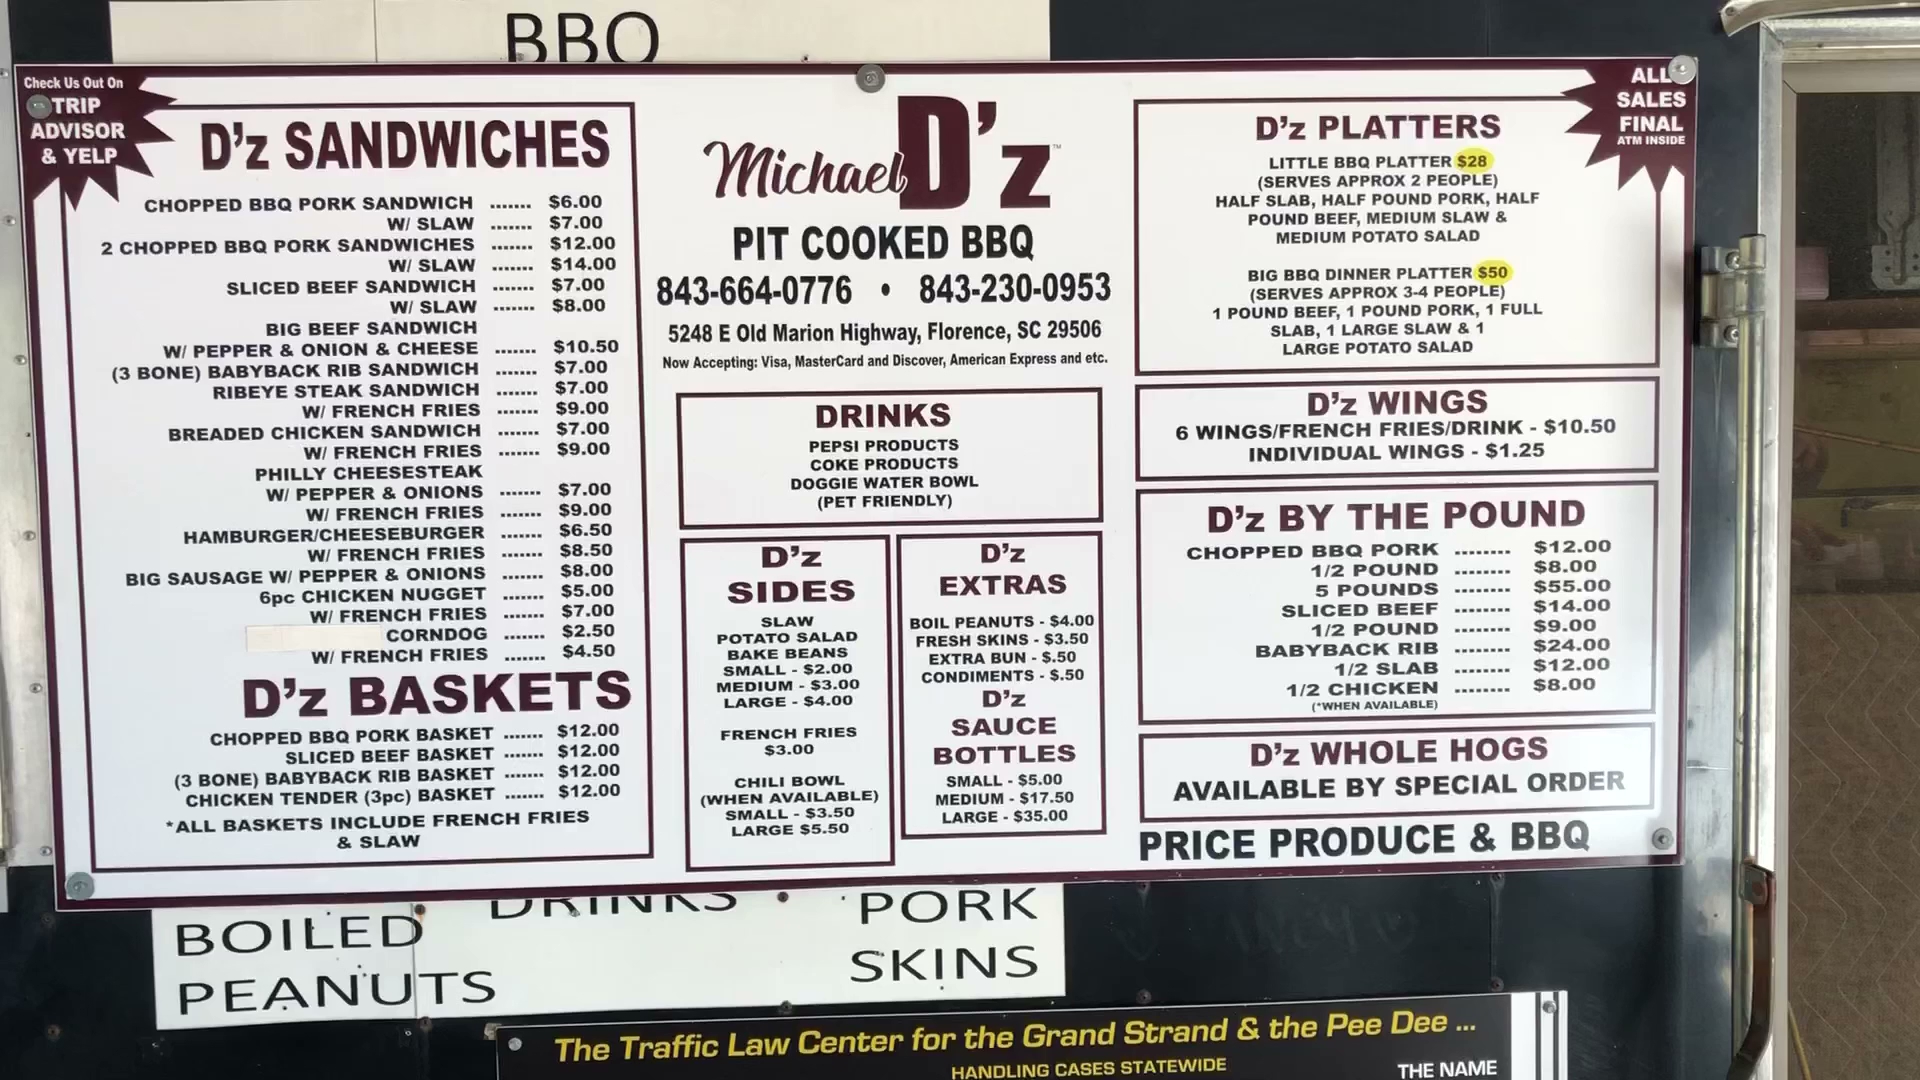 BBQ
Check Us Out On
TRIP
ADVISOR
& YELP
D'z SANDWICHES
CHOPPED BBQ PORK SANDWICH ....... $6.00
W/ SLAW ....... $7.00
2 CHOPPED BBQ PORK SANDWICHES ....... $12.00
W/ SLAW ....... $14.00
SLICED BEEF SANDWICH ....... $7.00
W/ SLAW ....... $8.00
BIG BEEF SANDWICH
W/ PEPPER & ONION & CHEESE ....... $10.50
(3 BONE) BABYBACK RIB SANDWICH ....... $7.00
RIBEYE STEAK SANDWICH ....... $7.00
W/ FRENCH FRIES ....... $9.00
BREADED CHICKEN SANDWICH ....... $7.00
W/ FRENCH FRIES ....... $9.00
PHILLY CHEESESTEAK
W/ PEPPER & ONIONS ....... $7.00
W/ FRENCH FRIES ....... $9.00
HAMBURGER/CHEESEBURGER ....... $6.50
W/ FRENCH FRIES ....... $8.50
BIG SAUSAGE W/ PEPPER & ONIONS ....... $8.00
6pc CHICKEN NUGGET ....... $5.00
W/ FRENCH FRIES ....... $7.00
CORNDOG ....... $2.50
W/ FRENCH FRIES ....... $4.50
D'z BASKETS
CHOPPED BBQ PORK BASKET ....... $12.00
SLICED BEEF BASKET ....... $12.00
(3 BONE) BABYBACK RIB BASKET ....... $12.00
CHICKEN TENDER (3pc) BASKET ....... $12.00
*ALL BASKETS INCLUDE FRENCH FRIES
& SLAW
Michael D'z™
PIT COOKED BBQ
843-664-0776 • 843-230-0953
5248 E Old Marion Highway, Florence, SC 29506
Now Accepting: Visa, MasterCard and Discover, American Express and etc.
DRINKS
PEPSI PRODUCTS
COKE PRODUCTS
DOGGIE WATER BOWL
(PET FRIENDLY)
D'z
SIDES
SLAW
POTATO SALAD
BAKE BEANS
SMALL - $2.00
MEDIUM - $3.00
LARGE - $4.00
FRENCH FRIES
$3.00
CHILI BOWL
(WHEN AVAILABLE)
SMALL - $3.50
LARGE $5.50
D'z
EXTRAS
BOIL PEANUTS - $4.00
FRESH SKINS - $3.50
EXTRA BUN - $.50
CONDIMENTS - $.50
D'z
SAUCE
BOTTLES
SMALL - $5.00
MEDIUM - $17.50
LARGE - $35.00
ALL
SALES
FINAL
ATM INSIDE
D'z PLATTERS
LITTLE BBQ PLATTER $28
(SERVES APPROX 2 PEOPLE)
HALF SLAB, HALF POUND PORK, HALF
POUND BEEF, MEDIUM SLAW &
MEDIUM POTATO SALAD
BIG BBQ DINNER PLATTER $50
(SERVES APPROX 3-4 PEOPLE)
1 POUND BEEF, 1 POUND PORK, 1 FULL
SLAB, 1 LARGE SLAW & 1
LARGE POTATO SALAD
D'z WINGS
6 WINGS/FRENCH FRIES/DRINK - $10.50
INDIVIDUAL WINGS - $1.25
D'z BY THE POUND
CHOPPED BBQ PORK ........ $12.00
1/2 POUND ........ $8.00
5 POUNDS ........ $55.00
SLICED BEEF ........ $14.00
1/2 POUND ........ $9.00
BABYBACK RIB ........ $24.00
1/2 SLAB ........ $12.00
1/2 CHICKEN ........ $8.00
(*WHEN AVAILABLE)
D'z WHOLE HOGS
AVAILABLE BY SPECIAL ORDER
PRICE PRODUCE & BBQ
BOILED
PEANUTS
DRINKS
PORK
SKINS
The Traffic Law Center for the Grand Strand & the Pee Dee ...
HANDLING CASES STATEWIDE
THE NAME